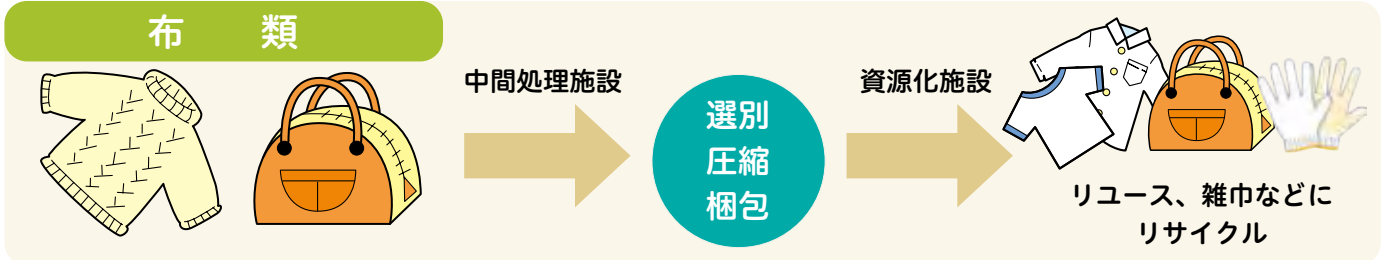 布　類
中間処理施設
選別
圧縮
梱包
資源化施設
リユース、雑巾などに
リサイクル